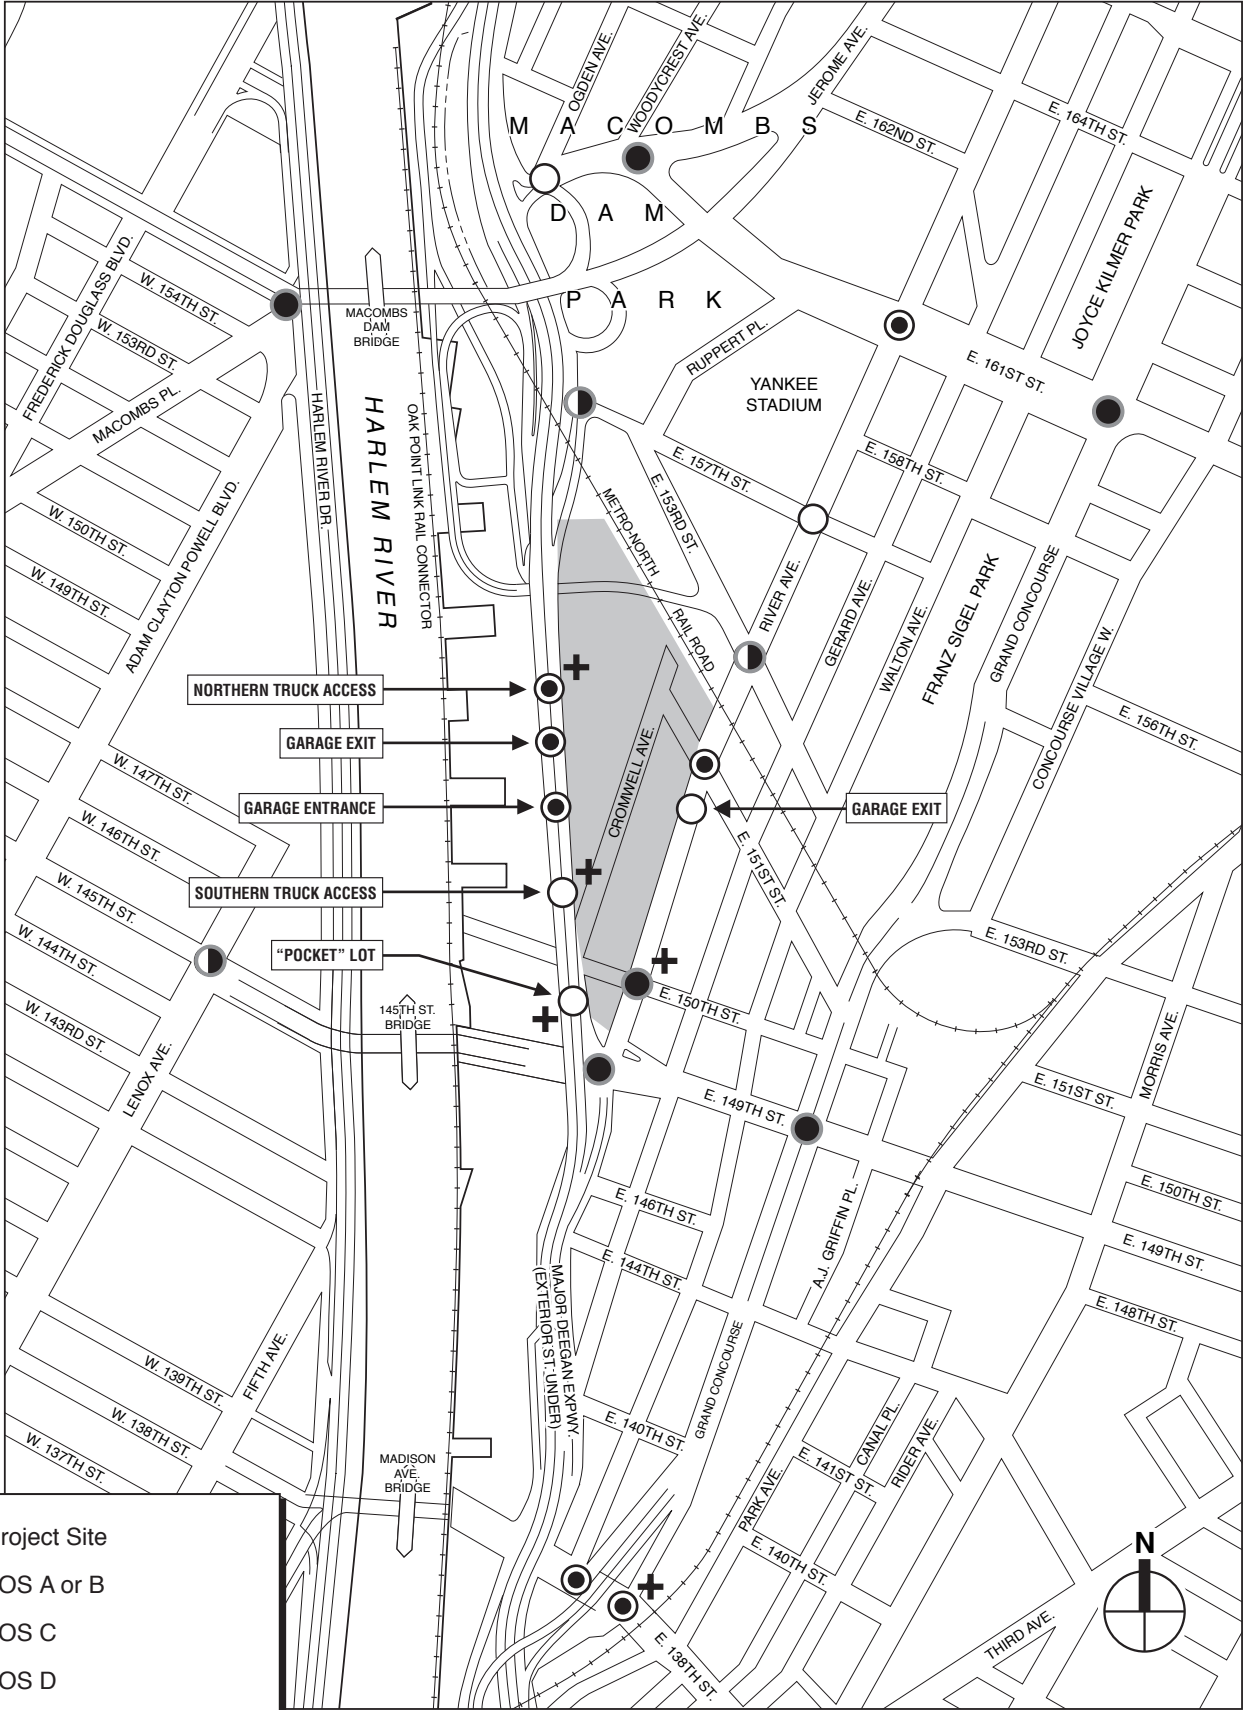 OGDEN AVE.
WOODYCREST AVE.
JEROME AVE.
E. 162ND ST.
E. 164TH ST.
MACOMBS
DAM
PARK
JOYCE KILMER PARK
FREDERICK DOUGLASS BLVD.
W. 154TH ST.
W. 153RD ST.
MACOMBS PL.
MACOMBS
DAM
BRIDGE
RUPPERT PL.
YANKEE
STADIUM
E. 161ST ST.
HARLEM RIVER DR.
HARLEM RIVER
OAK POINT LINK RAIL CONNECTOR
E. 157TH ST.
E. 158TH ST.
E. 153RD ST.
METRO-NORTH
RAIL ROAD
W. 150TH ST.
W. 149TH ST.
ADAM CLAYTON POWELL BLVD.
RIVER AVE.
GERARD AVE.
WALTON AVE.
FRANZ SIGEL PARK
GRAND CONCOURSE
CONCOURSE VILLAGE W.
E. 156TH ST.
NORTHERN TRUCK ACCESS
GARAGE EXIT
GARAGE ENTRANCE
CROMWELL AVE.
GARAGE EXIT
E. 151ST ST.
SOUTHERN TRUCK ACCESS
"POCKET" LOT
W. 147TH ST.
W. 146TH ST.
W. 145TH ST.
W. 144TH ST.
W. 143RD ST.
LENOX AVE.
145TH ST.
BRIDGE
E. 150TH ST.
E. 153RD ST.
E. 149TH ST.
MORRIS AVE.
E. 151ST ST.
E. 150TH ST.
E. 149TH ST.
E. 148TH ST.
E. 146TH ST.
E. 144TH ST.
A.J. GRIFFIN PL.
MAJOR DEEGAN EXPWY.
(EXTERIOR ST. UNDER)
GRAND CONCOURSE
W. 139TH ST.
W. 138TH ST.
W. 137TH ST.
FIFTH AVE.
MADISON
AVE.
BRIDGE
E. 140TH ST.
PARK AVE.
CANAL PL.
RIDER AVE.
E. 141ST ST.
E. 140TH ST.
E. 138TH ST.
THIRD AVE.
N
roject Site
OS A or B
OS C
OS D